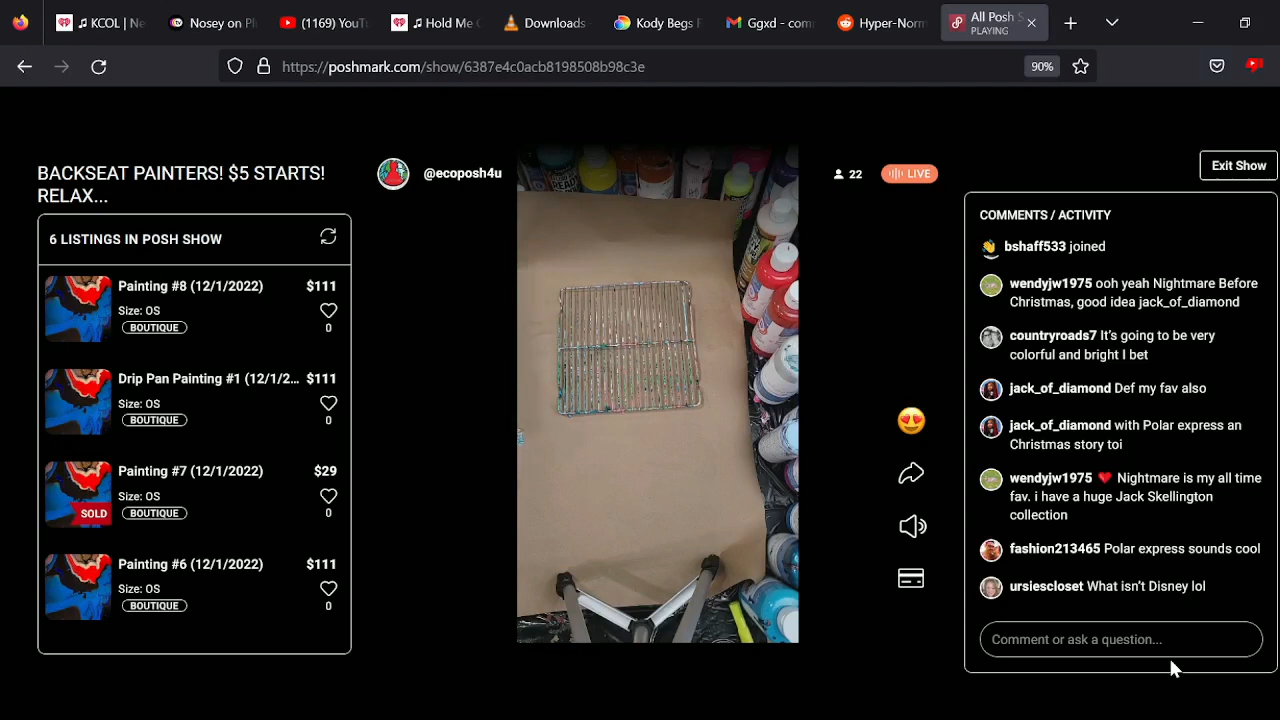 KCOL | Ne
Nosey on Pl
(1169) YouTu
Hold Me C
Downloads
Kody Begs F
Ggxd - com
Hyper-Norm
All Posh S
PLAYING
https://poshmark.com/show/6387e4c0acb8198508b98c3e
90%
BACKSEAT PAINTERS! $5 STARTS!
RELAX...
@ecoposh4u
22
LIVE
Exit Show
6 LISTINGS IN POSH SHOW
Painting #8 (12/1/2022) $111
Size: OS
BOUTIQUE
0
Drip Pan Painting #1 (12/1/2... $111
Size: OS
BOUTIQUE
0
Painting #7 (12/1/2022) $29
Size: OS
SOLD
BOUTIQUE
0
Painting #6 (12/1/2022) $111
Size: OS
BOUTIQUE
0
COMMENTS / ACTIVITY
bshaff533 joined
wendyjw1975 ooh yeah Nightmare Before
Christmas, good idea jack_of_diamond
countryroads7 It's going to be very
colorful and bright I bet
jack_of_diamond Def my fav also
jack_of_diamond with Polar express an
Christmas story toi
wendyjw1975 ❤️ Nightmare is my all time
fav. i have a huge Jack Skellington
collection
fashion213465 Polar express sounds cool
ursiescloset What isn't Disney lol
Comment or ask a question...